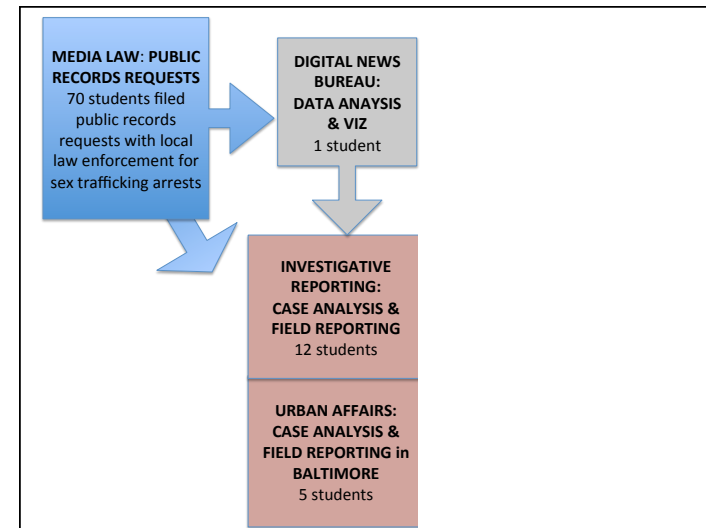 MEDIA LAW: PUBLIC
RECORDS REQUESTS
70 students filed
public records
requests with local
law enforcement for
sex trafficking arrests
DIGITAL NEWS
BUREAU:
DATA ANAYSIS
& VIZ
1 student
INVESTIGATIVE
REPORTING:
CASE ANALYSIS &
FIELD REPORTING
12 students
URBAN AFFAIRS:
CASE ANALYSIS &
FIELD REPORTING in
BALTIMORE
5 students